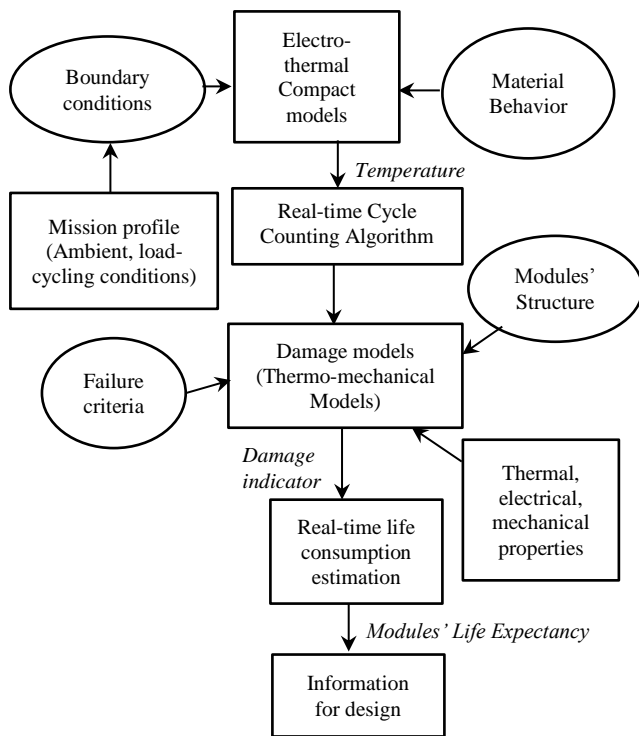 Electro-
thermal
Compact
models
Boundary
conditions
Material
Behavior
Temperature
Mission profile
(Ambient, load-
cycling conditions)
Real-time Cycle
Counting Algorithm
Modules'
Structure
Damage models
(Thermo-mechanical
Models)
Failure
criteria
Damage
indicator
Thermal,
electrical,
mechanical
properties
Real-time life
consumption
estimation
Modules' Life Expectancy
Information
for design